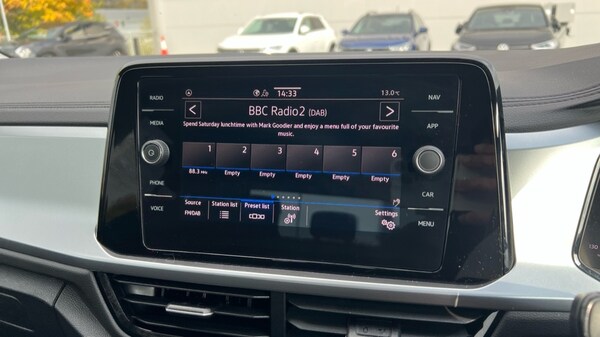 14:33
13.0°C
RADIO
NAV
BBC Radio2 (DAB)
Spend Saturday lunchtime with Mark Goodier and enjoy a menu full of your favourite
music.
MEDIA
APP
1 2 3 4 5 6
88.3 MHz Empty Empty Empty Empty Empty
PHONE
CAR
VOICE
MENU
Source Station list Preset list Station Settings
FM/DAB